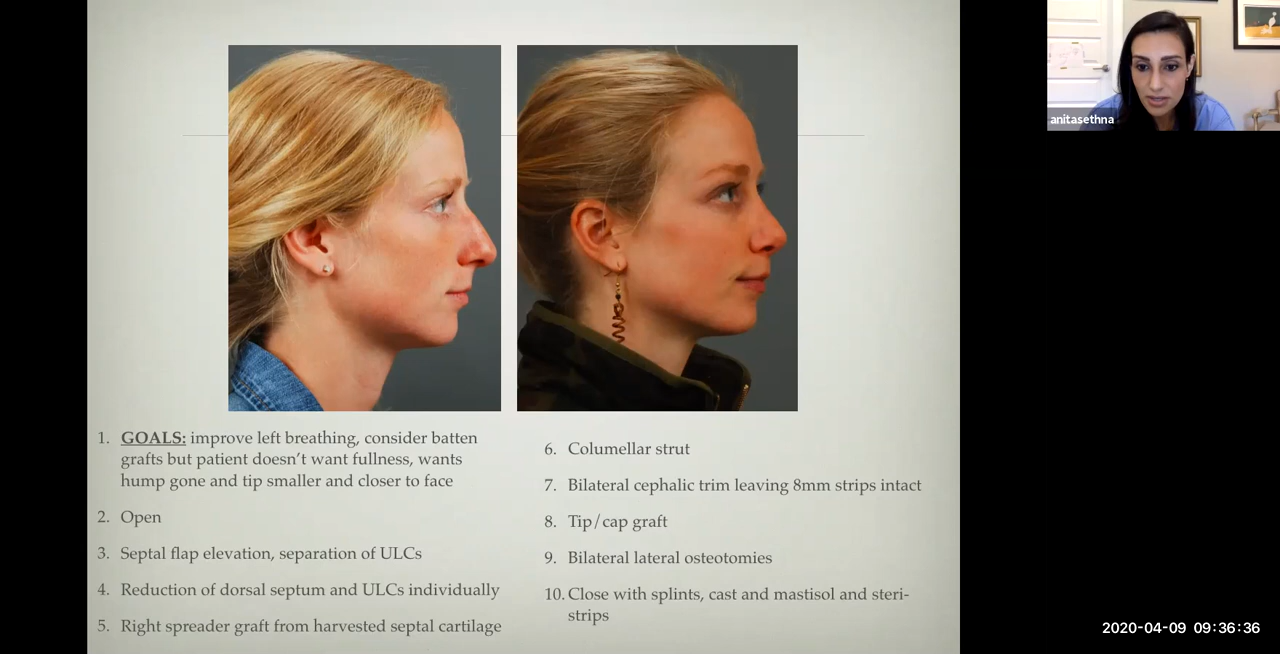 anitasethna
1. GOALS: improve left breathing, consider batten
grafts but patient doesn’t want fullness, wants
hump gone and tip smaller and closer to face
2. Open
3. Septal flap elevation, separation of ULCs
4. Reduction of dorsal septum and ULCs individually
5. Right spreader graft from harvested septal cartilage
6. Columellar strut
7. Bilateral cephalic trim leaving 8mm strips intact
8. Tip/cap graft
9. Bilateral lateral osteotomies
10. Close with splints, cast and mastisol and steri-
strips
2020-04-09 09:36:36